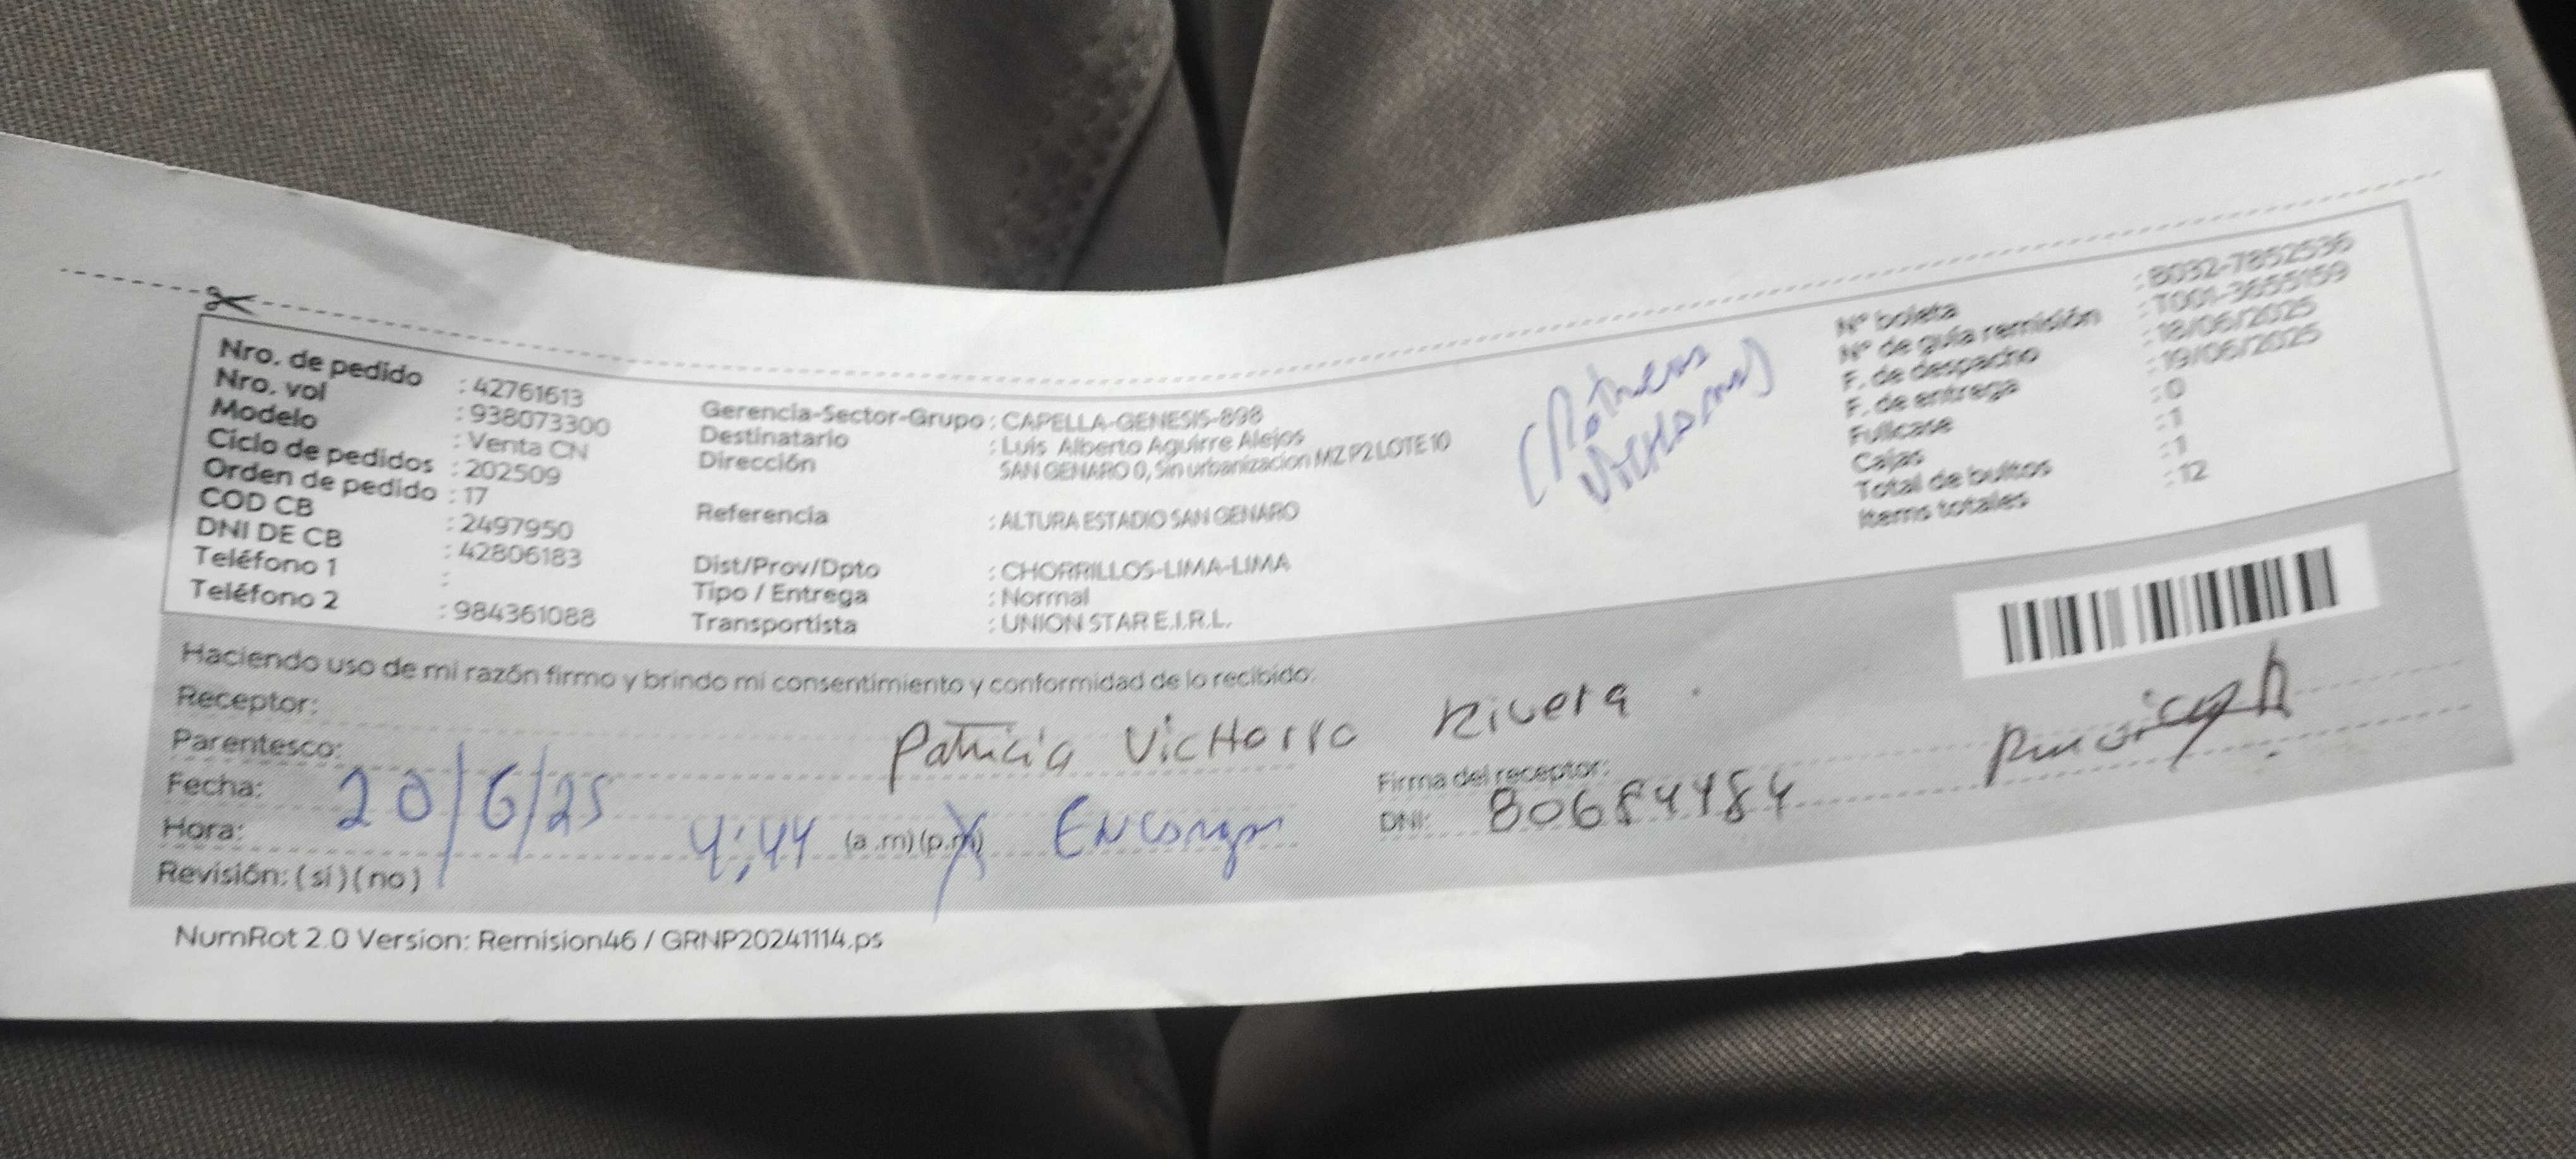 Nro. de pedido : 42761613
Nro. vol : 938073300
Modelo : Venta CN
Ciclo de pedidos : 202509
Orden de pedido : 17
COD CB : 2497950
DNI DE CB : 42806183
Teléfono 1 :
Teléfono 2 : 984361088
Gerencia-Sector-Grupo : CAPELLA-GENESIS-898
Destinatario : Luis Alberto Aguirre Alejos
Dirección : SAN GENARO 0, Sin urbanizacion MZ P2 LOTE 10
Referencia : ALTURA ESTADIO SAN GENARO
Dist/Prov/Dpto : CHORRILLOS-LIMA-LIMA
Tipo / Entrega : Normal
Transportista : UNION STAR E.I.R.L.
Nº boleta : B032-7852536
Nº de guía remisión : T001-3655159
F. de despacho : 18/06/2025
F. de entrega : 19/06/2025
Fullcase : 0
Cajas : 1
Total de bultos : 1
Items totales : 12
Haciendo uso de mi razón firmo y brindo mi consentimiento y conformidad de lo recibido:
Receptor: Patricia Victtorio Rivera
Parentesco:
Fecha: 20/6/25
Hora: 4:44 (a.m)(p.m)
Revisión: (si)(no)
Firma del receptor:
DNI: 80684484
NumRot 2.0 Version: Remision46 / GRNP20241114.ps